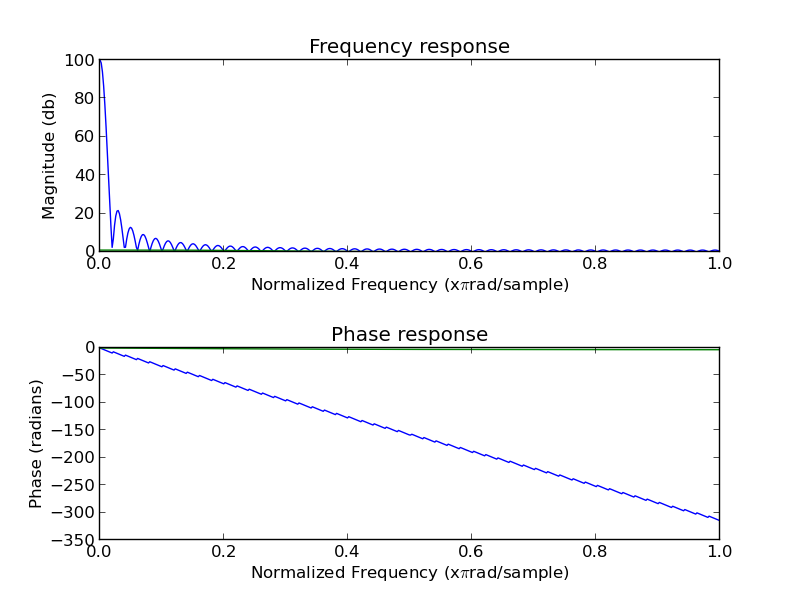 Frequency response
Magnitude (db)
100
80
60
40
20
0
0.0 0.2 0.4 0.6 0.8 1.0
Normalized Frequency (xπrad/sample)
Phase response
Phase (radians)
0
−50
−100
−150
−200
−250
−300
−350
0.0 0.2 0.4 0.6 0.8 1.0
Normalized Frequency (xπrad/sample)